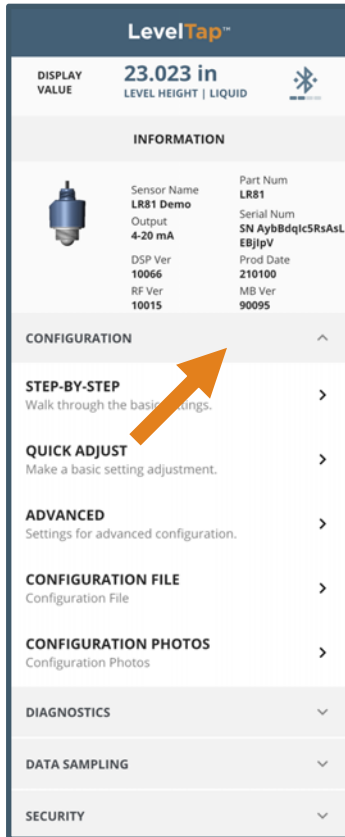 LevelTap™
DISPLAY VALUE
23.023 in
LEVEL HEIGHT | LIQUID
INFORMATION
Sensor Name
LR81 Demo
Output
4-20 mA
DSP Ver
10066
RF Ver
10015
Part Num
LR81
Serial Num
SN AybBdqIc5RsAsL
EBjIpV
Prod Date
210100
MB Ver
90095
CONFIGURATION
STEP-BY-STEP
Walk through the basic settings.
QUICK ADJUST
Make a basic setting adjustment.
ADVANCED
Settings for advanced configuration.
CONFIGURATION FILE
Configuration File
CONFIGURATION PHOTOS
Configuration Photos
DIAGNOSTICS
DATA SAMPLING
SECURITY